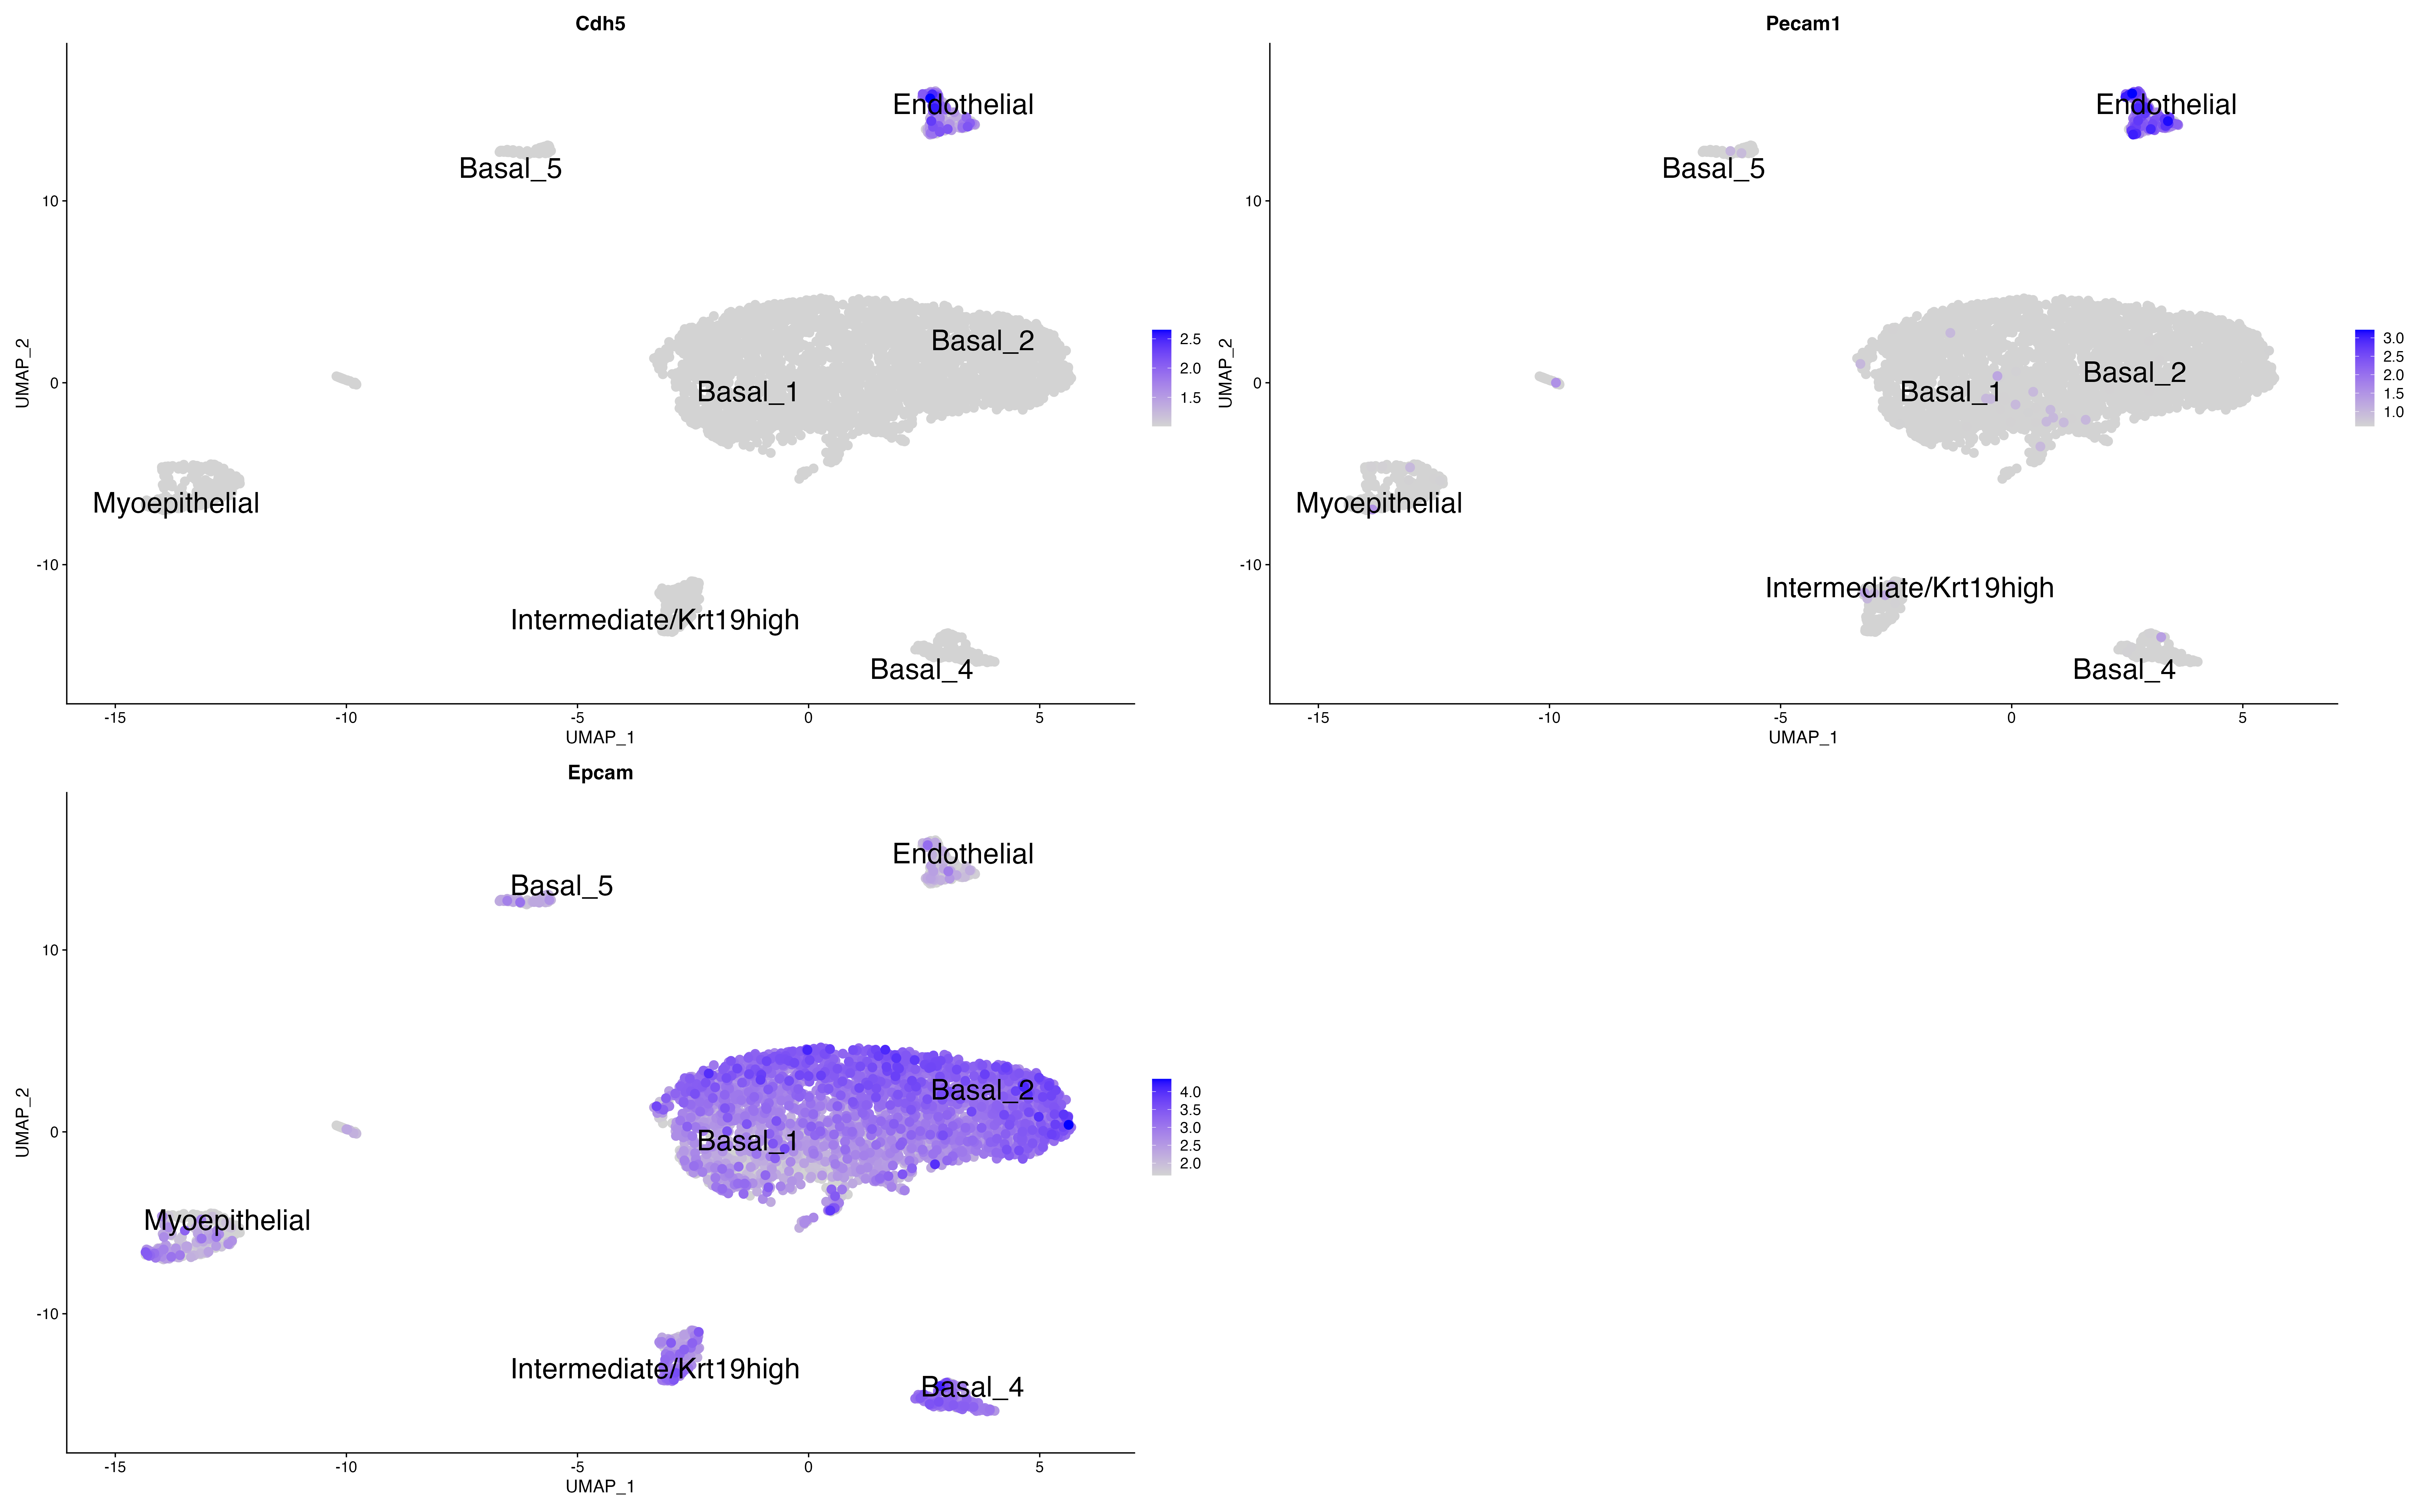 Cdh5
Endothelial
Basal_5
Basal_2
Basal_1
Myoepithelial
Intermediate/Krt19high
Basal_4
10
0
-10
-15
-10
-5
0
5
UMAP_1
UMAP_2
2.5
2.0
1.5
Pecam1
Endothelial
Basal_5
Basal_2
Basal_1
Myoepithelial
Intermediate/Krt19high
Basal_4
10
0
-10
-15
-10
-5
0
5
UMAP_1
UMAP_2
3.0
2.5
2.0
1.5
1.0
Epcam
Endothelial
Basal_5
Basal_2
Basal_1
Myoepithelial
Intermediate/Krt19high
Basal_4
10
0
-10
-15
-10
-5
0
5
UMAP_1
UMAP_2
4.0
3.5
3.0
2.5
2.0